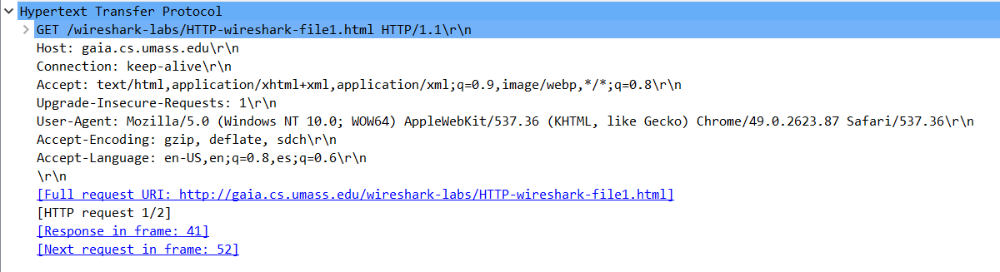 Hypertext Transfer Protocol
GET /wireshark-labs/HTTP-wireshark-file1.html HTTP/1.1\r\n
Host: gaia.cs.umass.edu\r\n
Connection: keep-alive\r\n
Accept: text/html,application/xhtml+xml,application/xml;q=0.9,image/webp,*/*;q=0.8\r\n
Upgrade-Insecure-Requests: 1\r\n
User-Agent: Mozilla/5.0 (Windows NT 10.0; WOW64) AppleWebKit/537.36 (KHTML, like Gecko) Chrome/49.0.2623.87 Safari/537.36\r\n
Accept-Encoding: gzip, deflate, sdch\r\n
Accept-Language: en-US,en;q=0.8,es;q=0.6\r\n
\r\n
[Full request URI: http://gaia.cs.umass.edu/wireshark-labs/HTTP-wireshark-file1.html]
[HTTP request 1/2]
[Response in frame: 41]
[Next request in frame: 52]